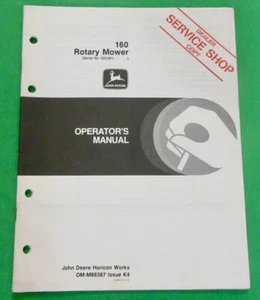 160
Rotary Mower
DEALER
SERVICE SHOP
COPY
JOHN DEERE
OPERATOR'S
MANUAL
John Deere Horicon Works
OM-M88387 Issue K4